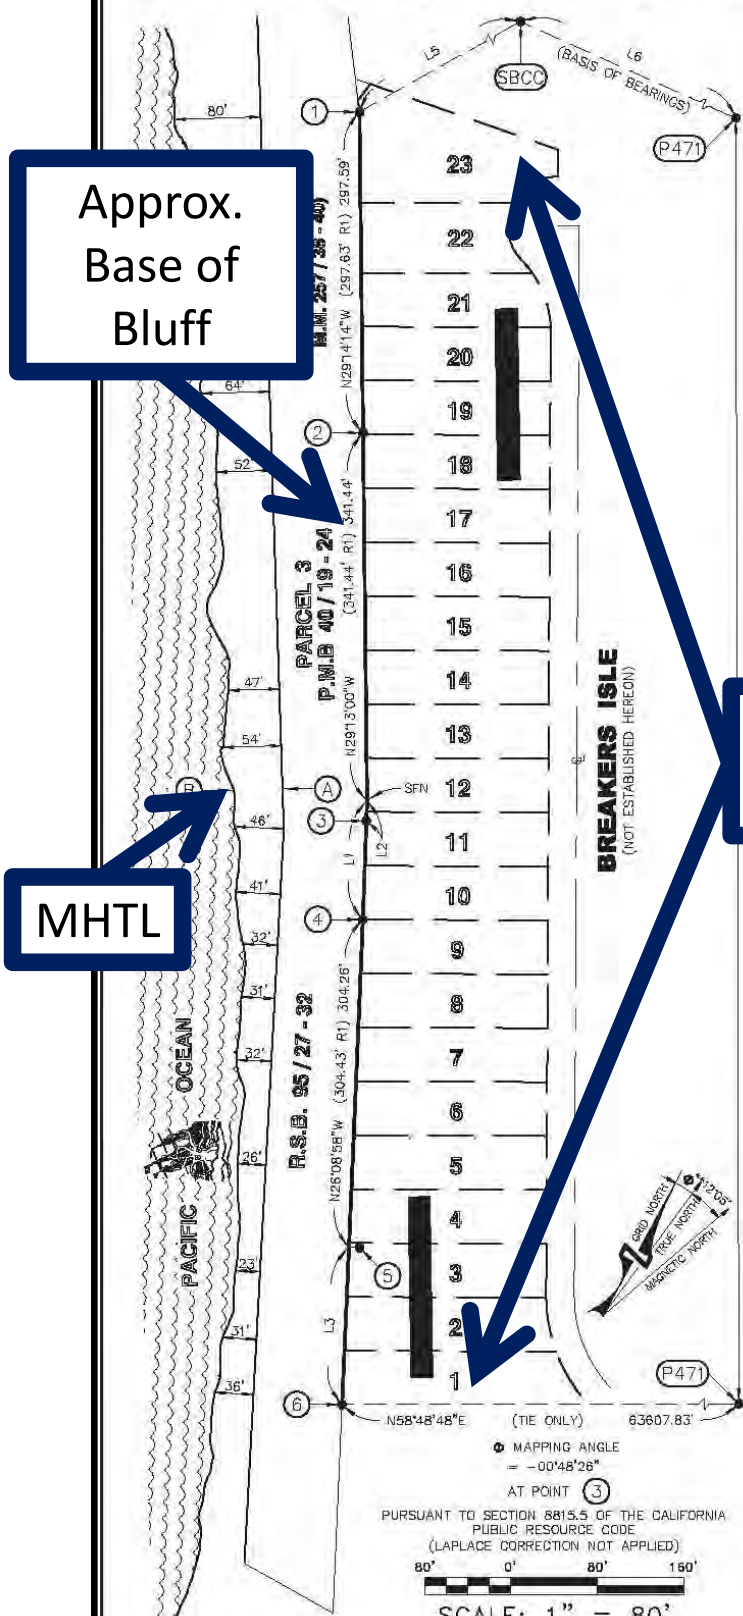 L5
L6
(BASIS OF BEARINGS)
SBCC
P471
1
80'
Approx.
Base of
Bluff
M.M. 257/38-40)
N29°14'14"W (297.63' R1) 297.59'
23
22
21
20
19
18
17
16
15
14
13
12
11
10
9
8
7
6
5
4
3
2
1
64'
2
52'
PARCEL 3
P.M.B 40/19-24
N29°13'00"W (341.44' R1) 341.44'
47'
54'
B
A
SFN
3
46'
L1
L2
41'
4
MHTL
32'
31'
32'
26'
23'
31'
36'
BREAKERS ISLE
(NOT ESTABLISHED HEREON)
℄
PACIFIC OCEAN
R.S.B. 95/27-32
N26°08'58"W (304.43' R1) 304.26'
5
L3
6
GRID NORTH
TRUE NORTH
MAGNETIC NORTH
Φ
P471
N58°48'48"E (TIE ONLY) 63607.83'
Φ MAPPING ANGLE
= -00°48'26"
AT POINT 3
PURSUANT TO SECTION 8815.5 OF THE CALIFORNIA
PUBLIC RESOURCE CODE
(LAPLACE CORRECTION NOT APPLIED)
80' 0' 80' 160'
SCALE: 1" = 80'